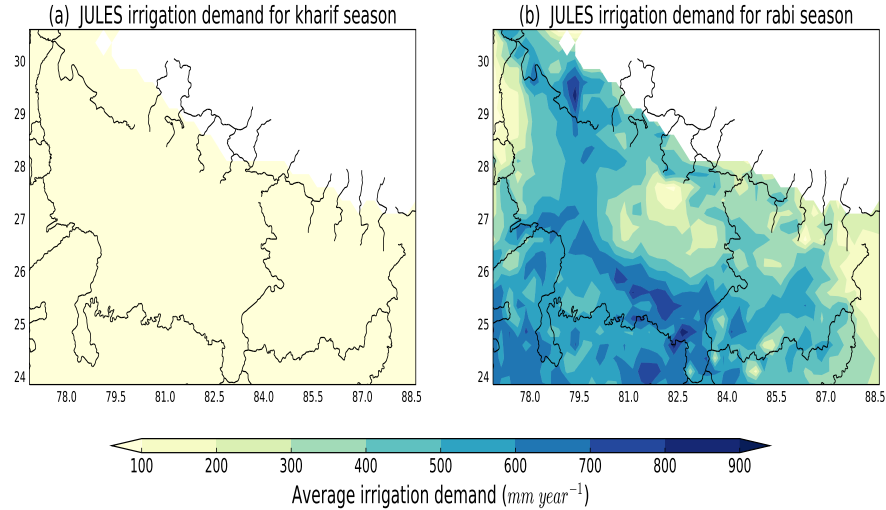 (a) JULES irrigation demand for kharif season
(b) JULES irrigation demand for rabi season
30
29
28
27
26
25
24
78.0 79.5 81.0 82.5 84.0 85.5 87.0 88.5
30
29
28
27
26
25
24
78.0 79.5 81.0 82.5 84.0 85.5 87.0 88.5
100 200 300 400 500 600 700 800 900
Average irrigation demand (mm year⁻¹)